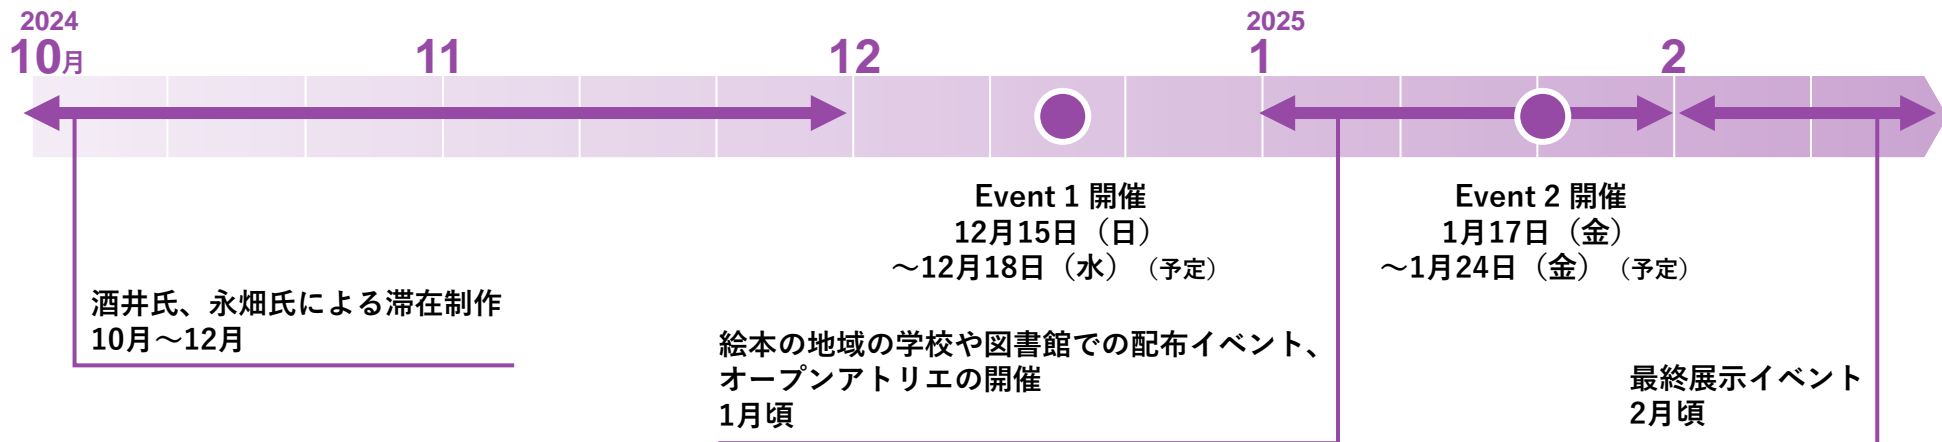 2024
10月
11
12
2025
1
2
Event 1 開催
12月15日（日）
～12月18日（水）（予定）
Event 2 開催
1月17日（金）
～1月24日（金）（予定）
酒井氏、永畑氏による滞在制作
10月～12月
絵本の地域の学校や図書館での配布イベント、
オープンアトリエの開催
1月頃
最終展示イベント
2月頃